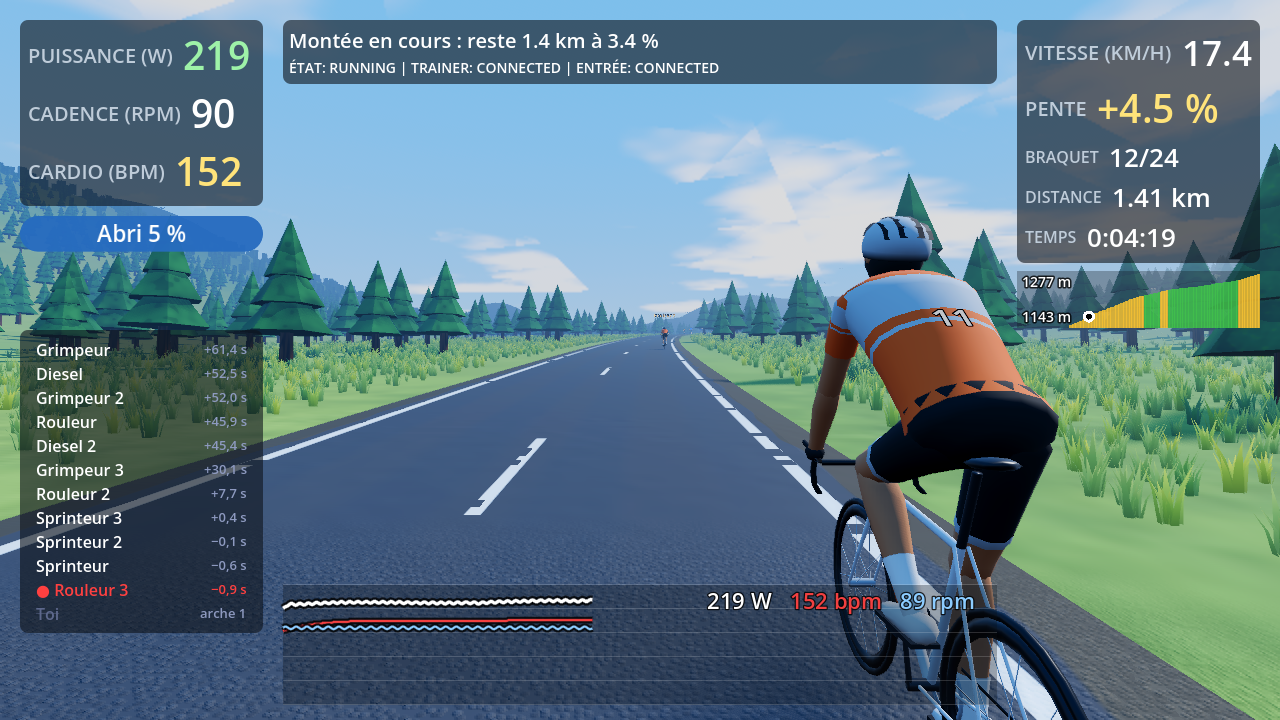 PUISSANCE (W) 219
CADENCE (RPM) 90
CARDIO (BPM) 152
Abri 5 %
Montée en cours : reste 1.4 km à 3.4 %
ÉTAT: RUNNING | TRAINER: CONNECTED | ENTRÉE: CONNECTED
VITESSE (KM/H) 17.4
PENTE +4.5 %
BRAQUET 12/24
DISTANCE 1.41 km
TEMPS 0:04:19
1277 m
1143 m
11
Grimpeur +61,4 s
Diesel +52,5 s
Grimpeur 2 +52,0 s
Rouleur +45,9 s
Diesel 2 +45,4 s
Grimpeur 3 +30,1 s
Rouleur 2 +7,7 s
Sprinteur 3 +0,4 s
Sprinteur 2 −0,1 s
Sprinteur −0,6 s
Rouleur 3 −0,9 s
Toi arche 1
219 W 152 bpm 89 rpm